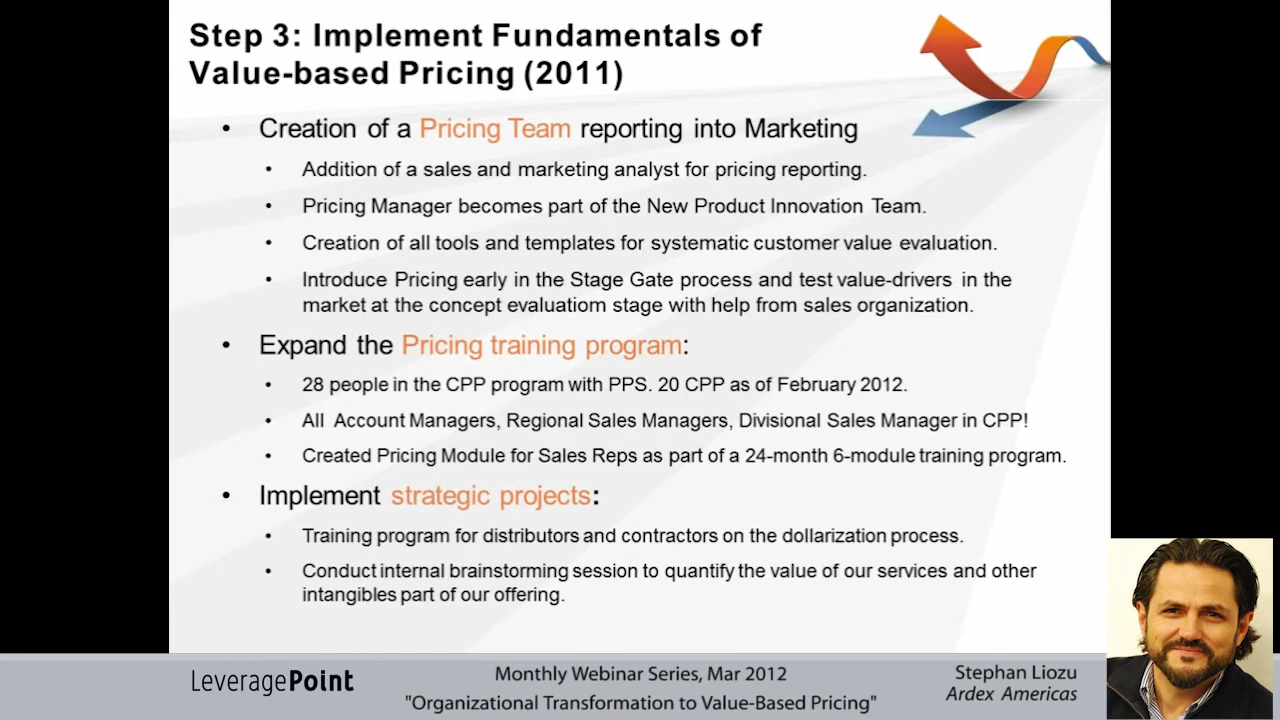 Step 3: Implement Fundamentals of
Value-based Pricing (2011)
• Creation of a Pricing Team reporting into Marketing
• Addition of a sales and marketing analyst for pricing reporting.
• Pricing Manager becomes part of the New Product Innovation Team.
• Creation of all tools and templates for systematic customer value evaluation.
• Introduce Pricing early in the Stage Gate process and test value-drivers in the
market at the concept evaluatiom stage with help from sales organization.
• Expand the Pricing training program:
• 28 people in the CPP program with PPS. 20 CPP as of February 2012.
• All Account Managers, Regional Sales Managers, Divisional Sales Manager in CPP!
• Created Pricing Module for Sales Reps as part of a 24-month 6-module training program.
• Implement strategic projects:
• Training program for distributors and contractors on the dollarization process.
• Conduct internal brainstorming session to quantify the value of our services and other
intangibles part of our offering.
LeveragePoint
Monthly Webinar Series, Mar 2012
"Organizational Transformation to Value-Based Pricing"
Stephan Liozu
Ardex Americas